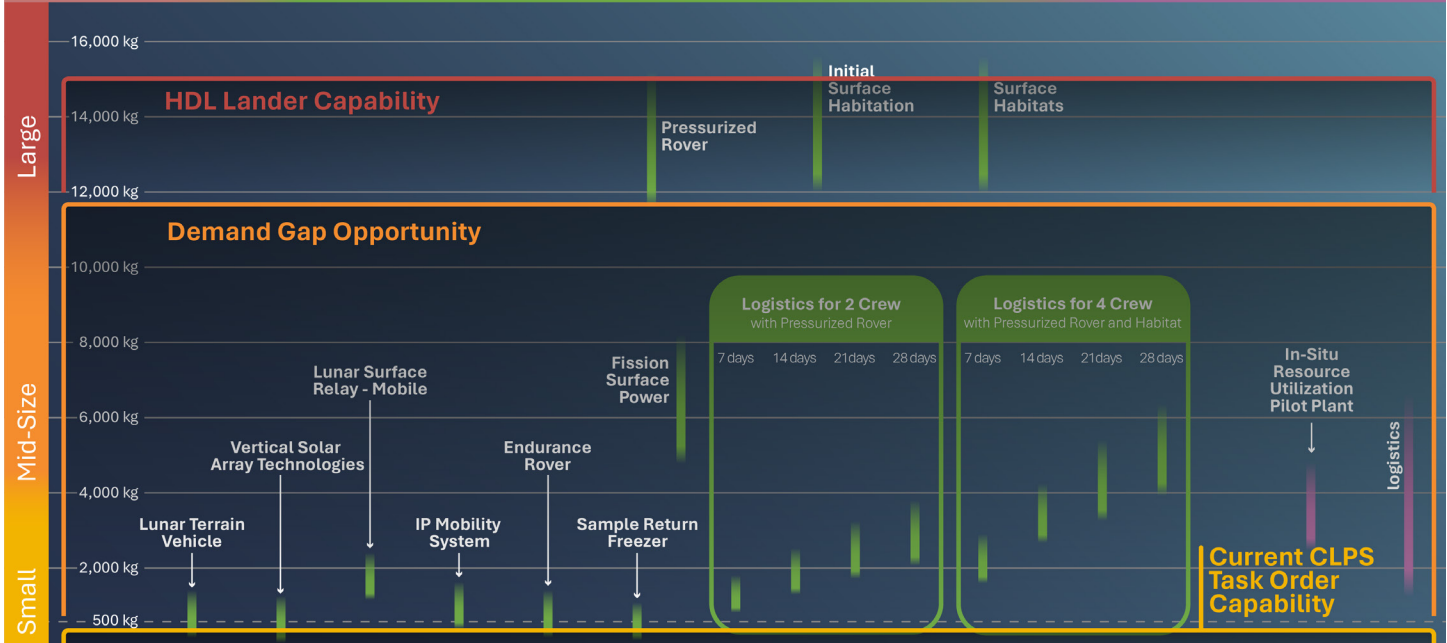 16,000 kg
14,000 kg
12,000 kg
10,000 kg
8,000 kg
6,000 kg
4,000 kg
2,000 kg
500 kg
Large
Mid-Size
Small
HDL Lander Capability
Pressurized
Rover
Initial
Surface
Habitation
Surface
Habitats
Demand Gap Opportunity
Lunar Terrain
Vehicle
Vertical Solar
Array Technologies
Lunar Surface
Relay - Mobile
IP Mobility
System
Endurance
Rover
Sample Return
Freezer
Fission
Surface
Power
Logistics for 2 Crew
with Pressurized Rover
7 days 14 days 21 days 28 days
Logistics for 4 Crew
with Pressurized Rover and Habitat
7 days 14 days 21 days 28 days
In-Situ
Resource
Utilization
Pilot Plant
logistics
Current CLPS
Task Order
Capability